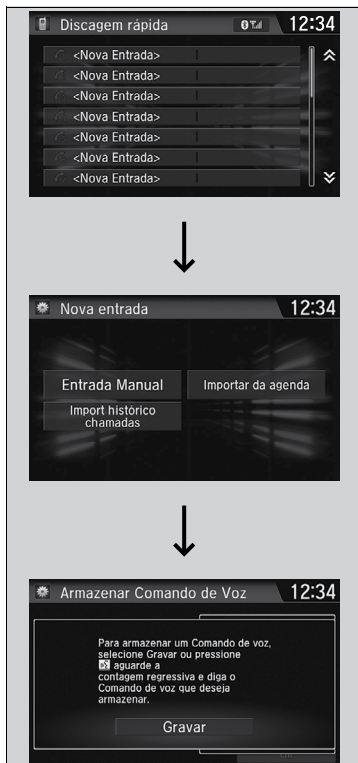 Discagem rápida 12:34
<Nova Entrada>
<Nova Entrada>
<Nova Entrada>
<Nova Entrada>
<Nova Entrada>
<Nova Entrada>
<Nova Entrada>
Nova entrada 12:34
Entrada Manual Importar da agenda
Import histórico
chamadas
Armazenar Comando de Voz 12:34
Para armazenar um Comando de voz,
selecione Gravar ou pressione
aguarde a
contagem regressiva e diga o
Comando de voz que deseja
armazenar.
Gravar